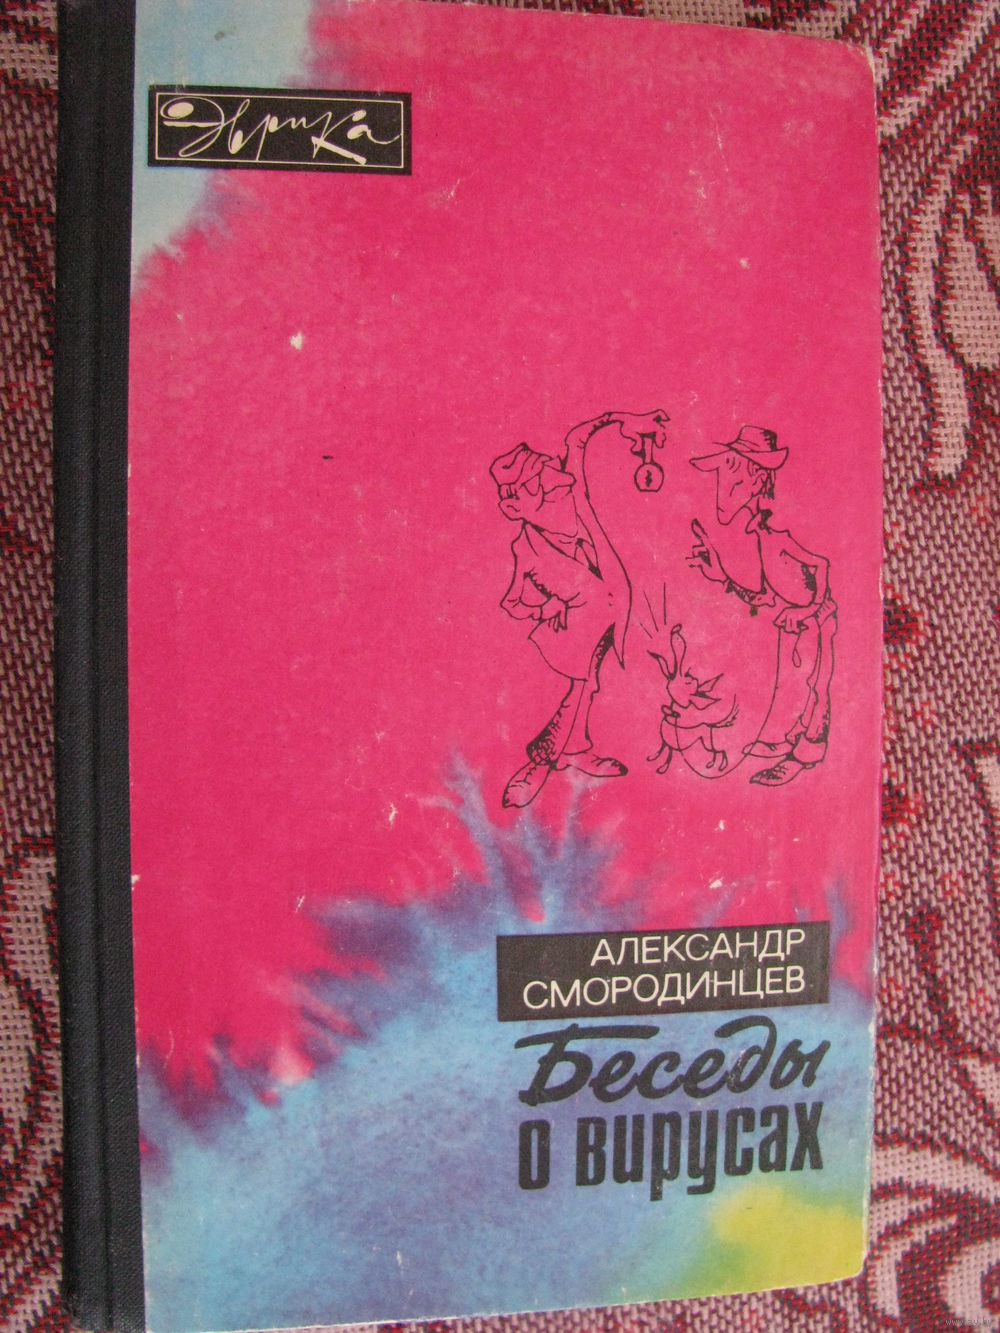 Эврика
АЛЕКСАНДР
СМОРОДИНЦЕВ
Беседы
о вирусах